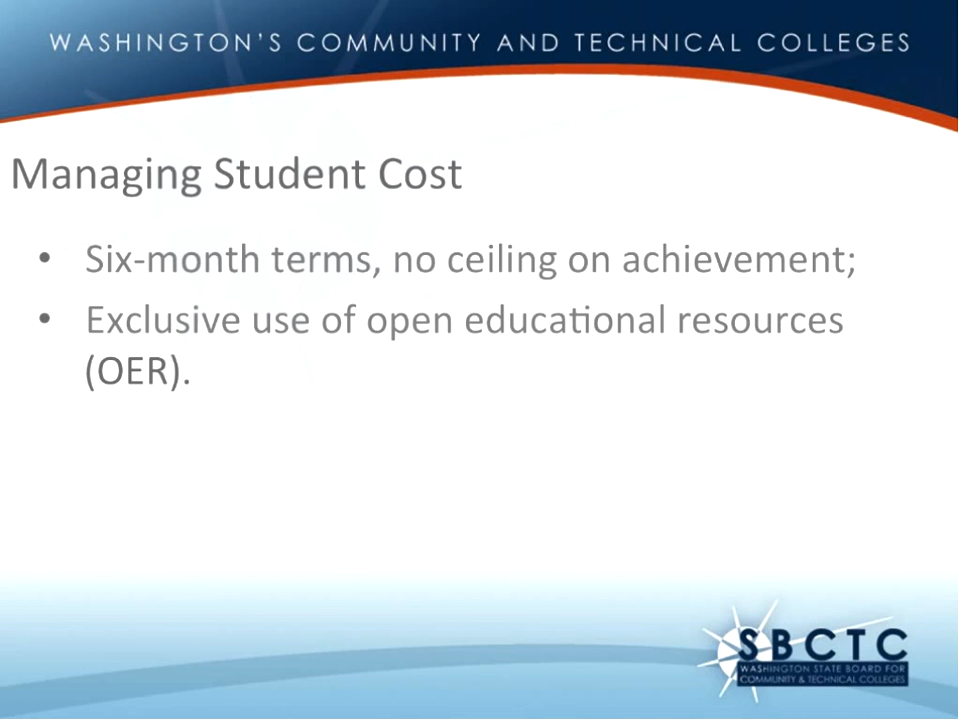 WASHINGTON'S COMMUNITY AND TECHNICAL COLLEGES
Managing Student Cost
• Six-month terms, no ceiling on achievement;
• Exclusive use of open educational resources
(OER).
SBCTC
WASHINGTON STATE BOARD FOR
COMMUNITY & TECHNICAL COLLEGES